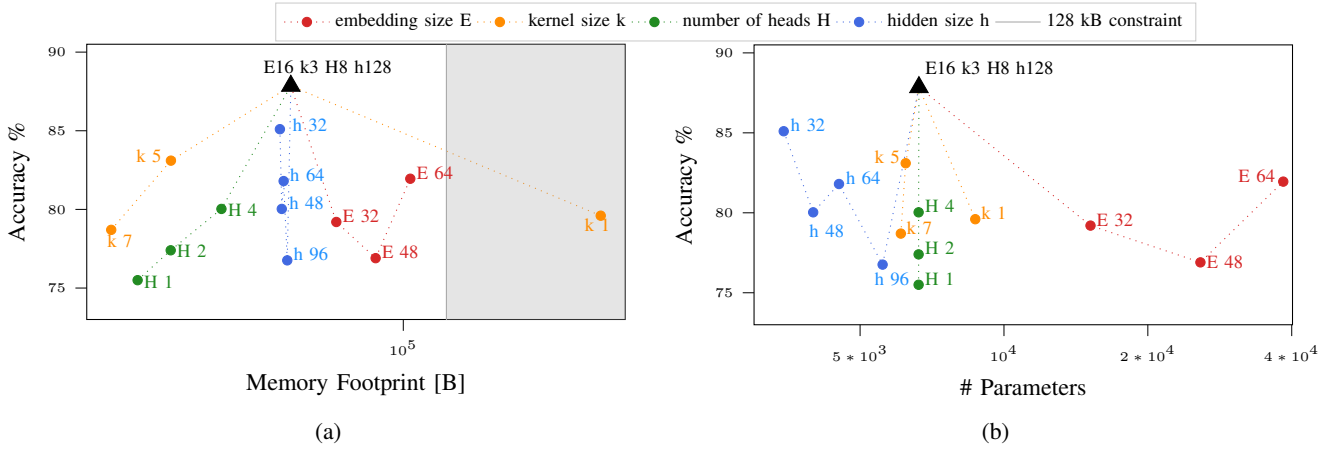 embedding size E kernel size k number of heads H hidden size h 128 kB constraint
90
85
80
75
Accuracy %
E16 k3 H8 h128
k 5
k 7
H 4
H 2
H 1
h 32
h 64
h 48
h 96
E 32
E 48
E 64
k 1
10^5
Memory Footprint [B]
(a)
90
85
80
75
Accuracy %
E16 k3 H8 h128
h 32
h 64
h 48
h 96
k 5
k 7
k 1
H 4
H 2
H 1
E 32
E 48
E 64
5 * 10^3
10^4
2 * 10^4
4 * 10^4
# Parameters
(b)